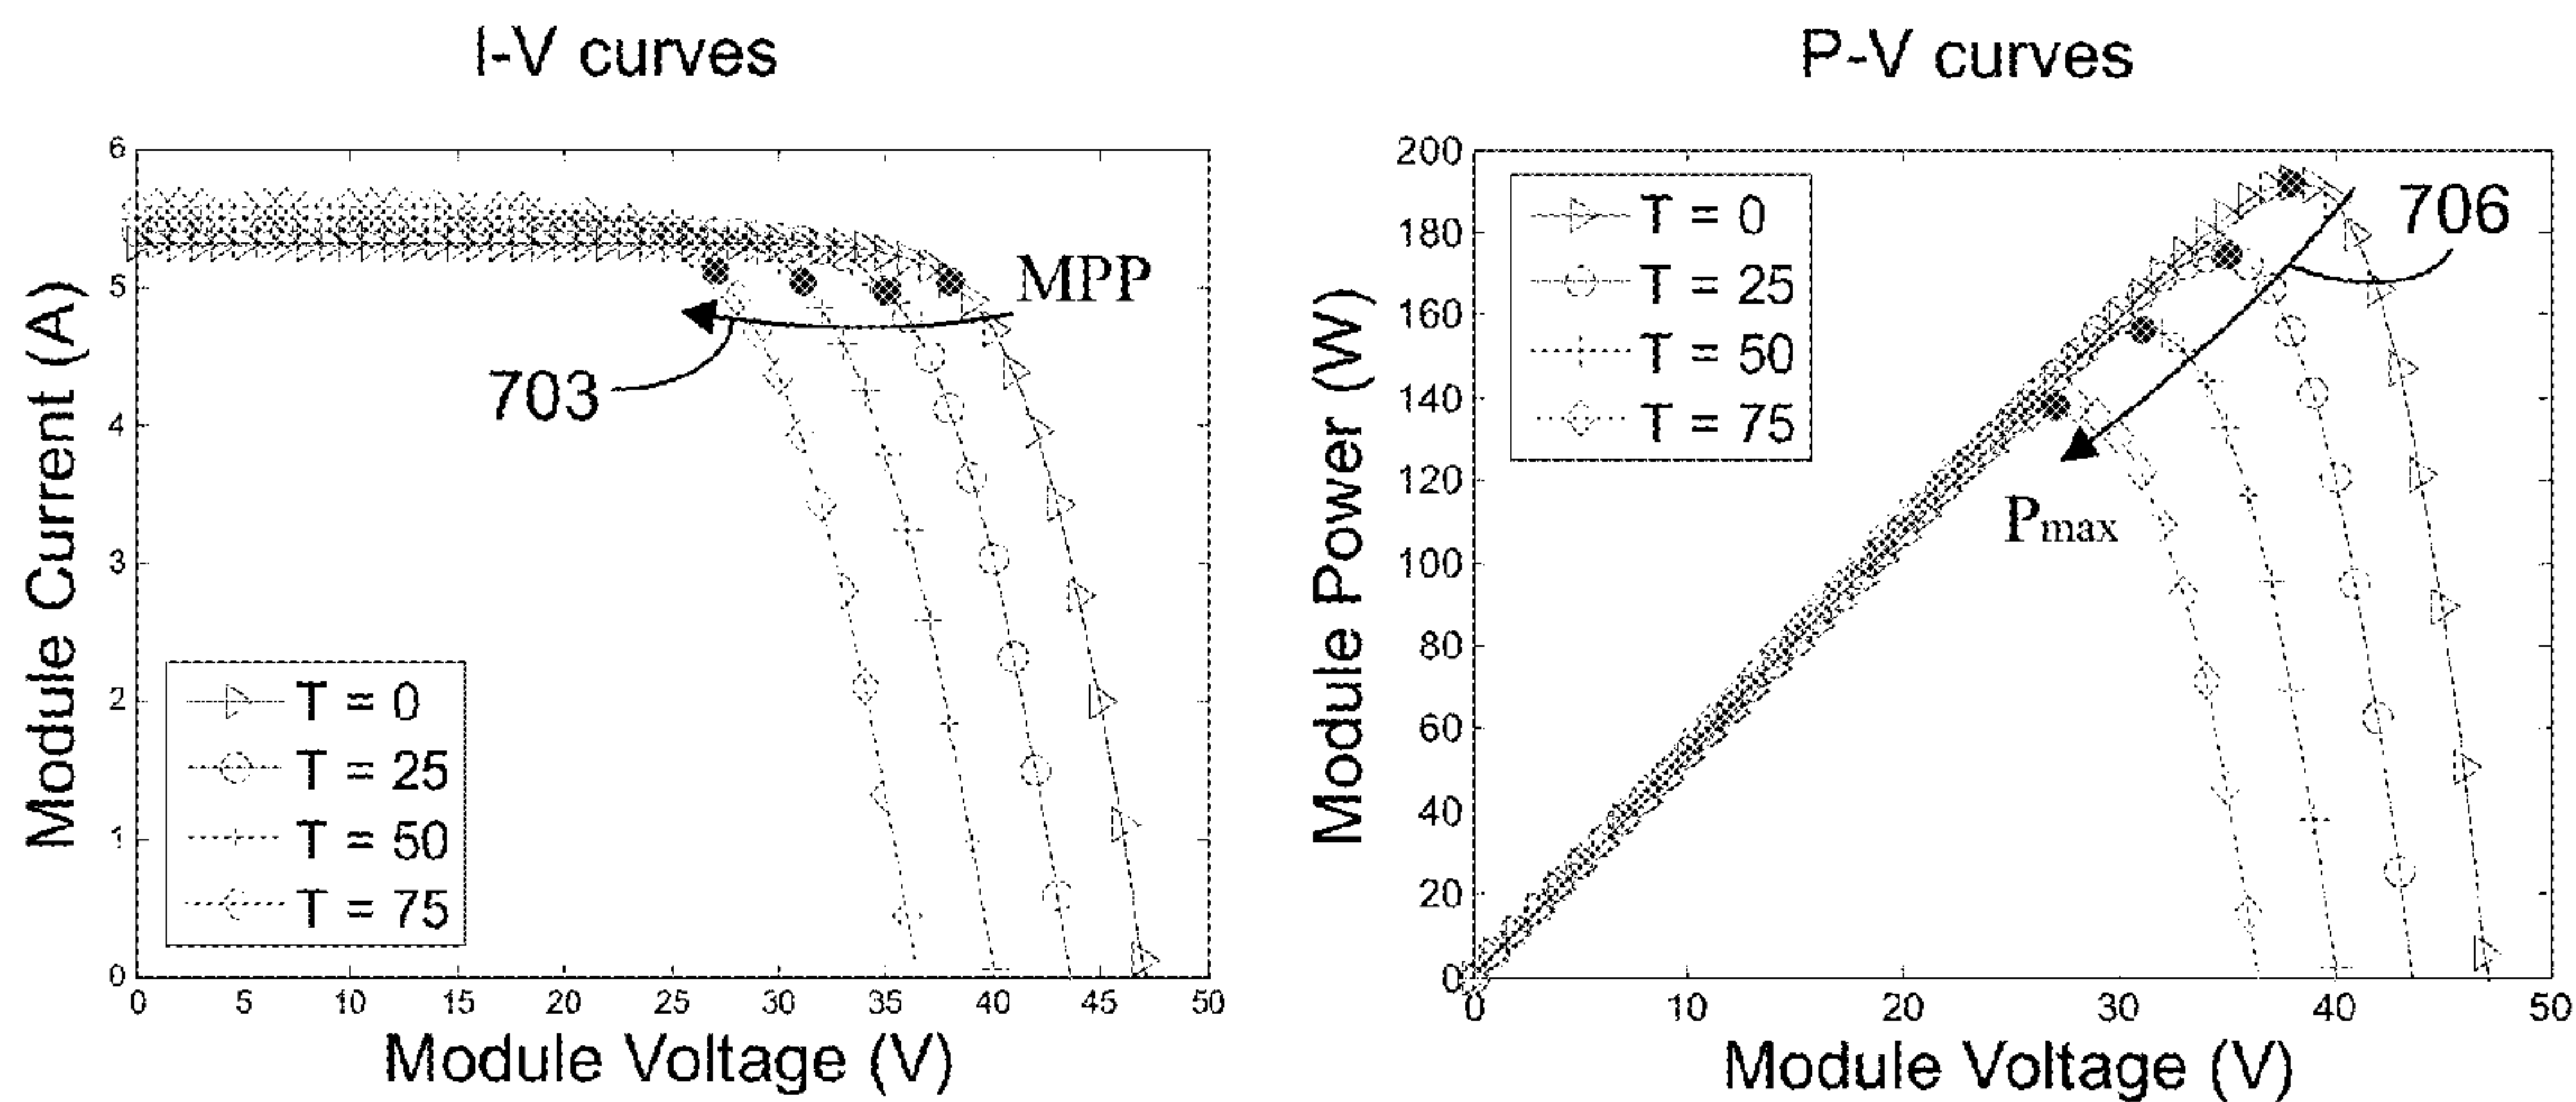 I-V curves
6
5
4
3
2
1
0
Module Current (A)
MPP
703
T = 0
T = 25
T = 50
T = 75
0 5 10 15 20 25 30 35 40 45 50
Module Voltage (V)
P-V curves
200
180
160
140
120
100
80
60
40
20
0
Module Power (W)
T = 0
T = 25
T = 50
T = 75
706
Pmax
0 10 20 30 40 50
Module Voltage (V)